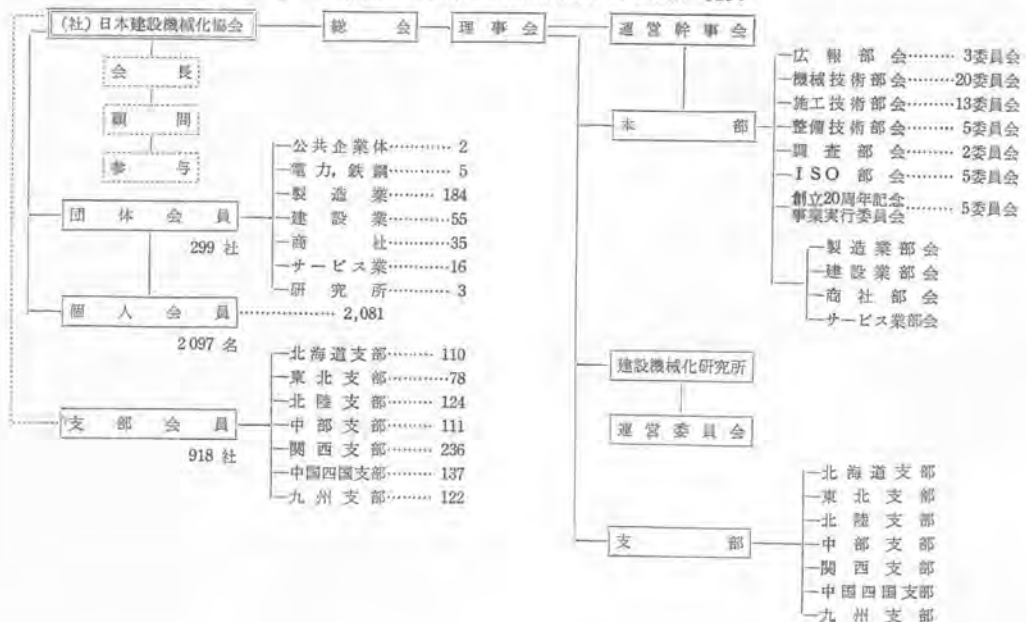 (社)日本建設機械化協会
総会
理事会
運営幹事会
会長
顧問
参与
団体会員
299 社
公共企業体………… 2
電力，鉄鋼………… 5
製造業……… 184
建設業………55
商社………35
サービス業…………16
研究所……… 3
個人会員 …………… 2,081
2097 名
支部会員
918 社
北海道支部……… 110
東北支部………78
北陸支部……… 124
中部支部……… 111
関西支部……… 236
中国四国支部……… 137
九州支部……… 122
本部
広報部会……… 3委員会
機械技術部会………20委員会
施工技術部会………13委員会
整備技術部会……… 5委員会
調査部会……… 2委員会
ISO部会……… 5委員会
創立20周年記念
事業実行委員会……… 5委員会
製造業部会
建設業部会
商社部会
サービス業部会
建設機械化研究所
運営委員会
支部
北海道支部
東北支部
北陸支部
中部支部
関西支部
中国四国支部
九州支部